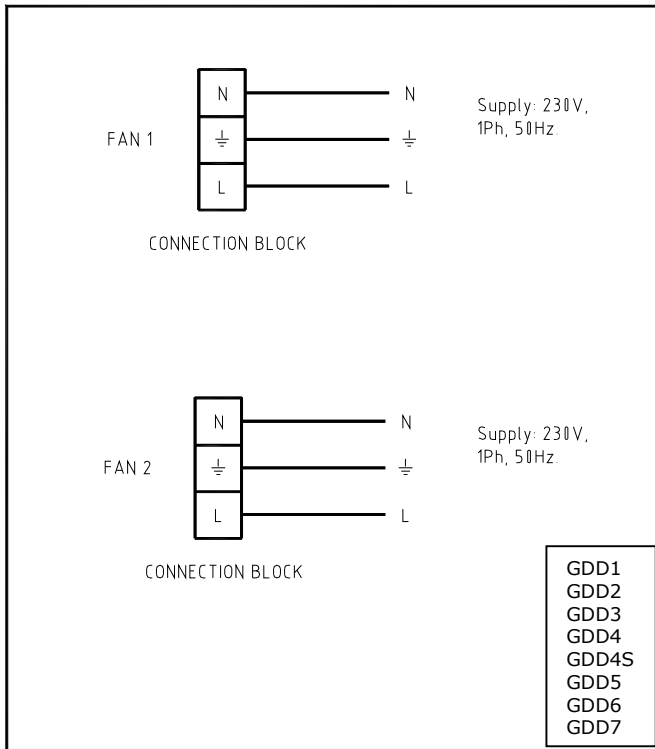 N N
FAN 1 ⏚ ⏚
L L
Supply: 230V,
1Ph, 50Hz.
CONNECTION BLOCK
N N
FAN 2 ⏚ ⏚
L L
Supply: 230V,
1Ph, 50Hz.
CONNECTION BLOCK
GDD1
GDD2
GDD3
GDD4
GDD4S
GDD5
GDD6
GDD7